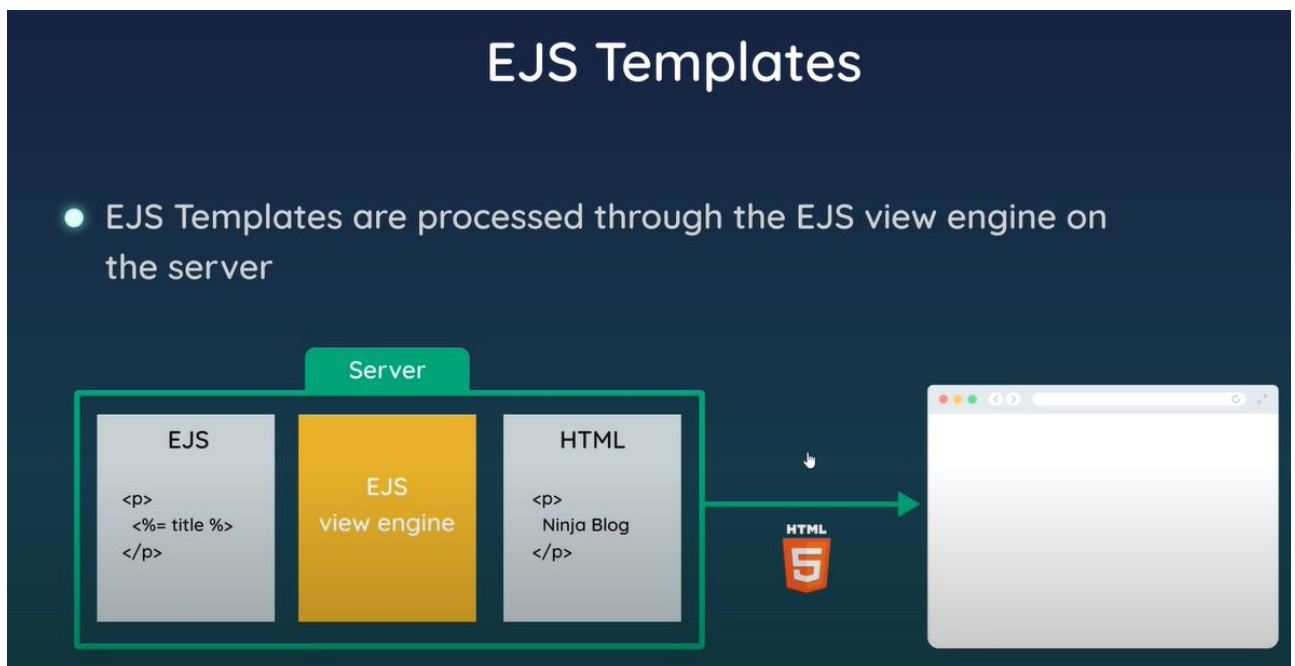 EJS Templates
EJS Templates are processed through the EJS view engine on
the server
Server
EJS
<p>
<%= title %>
</p>
EJS
view engine
HTML
<p>
Ninja Blog
</p>
HTML
5